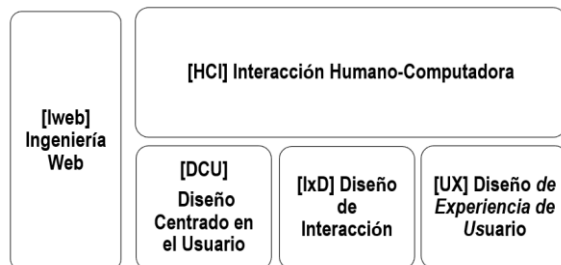 [Iweb]
Ingeniería
Web
[HCI] Interacción Humano-Computadora
[DCU]
Diseño
Centrado en
el Usuario
[IxD] Diseño
de
Interacción
[UX] Diseño de
Experiencia de
Usuario